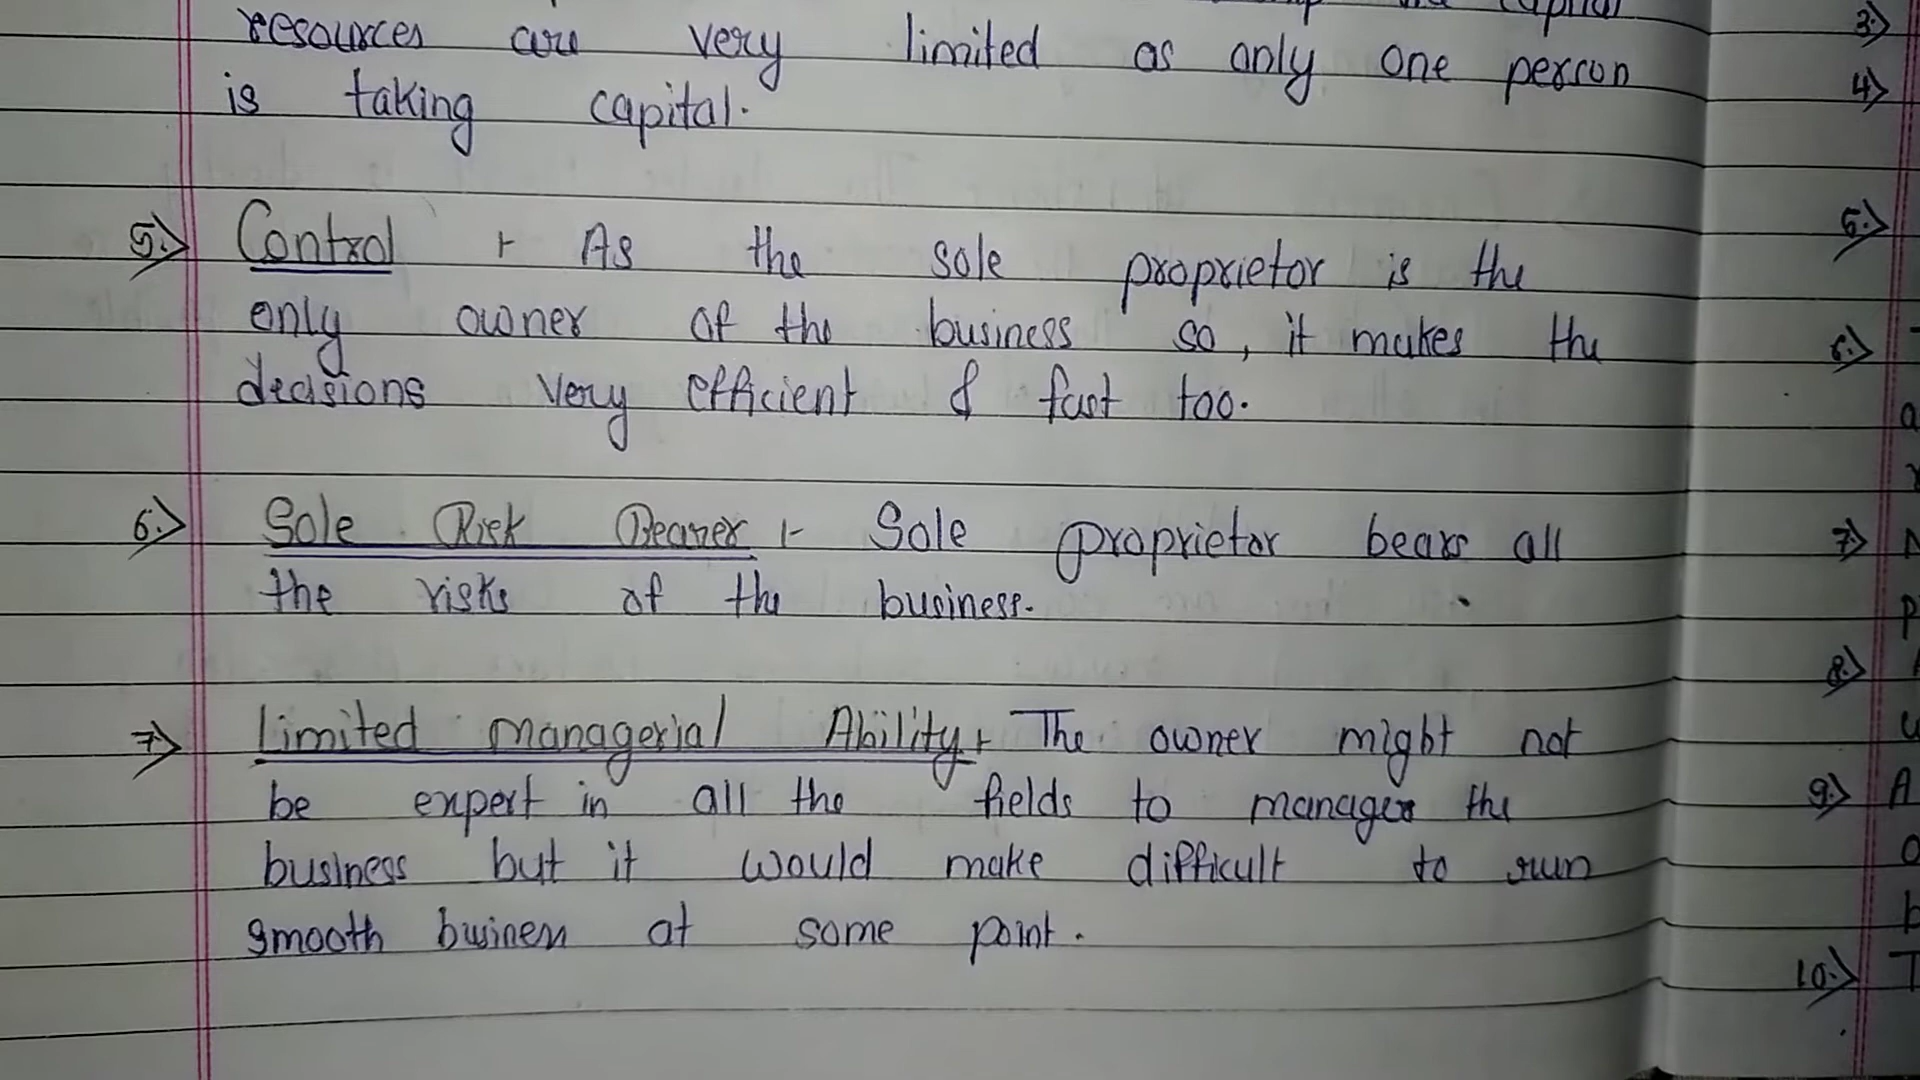 capital
resources are very limited as only one person
is taking capital.
5.> Control :- As the sole proprietor is the
only owner of the business so, it makes the
decisions very efficient & fast too.
6.> Sole Risk Bearer :- Sole proprietor bears all
the risks of the business.
7.> Limited managerial Ability :- The owner might not
be expert in all the fields to manager the
business but it would make difficult to run
smooth business at some point.
3.>
4.>
5.>
6.>
7.>
8.>
9.> A
10.> T